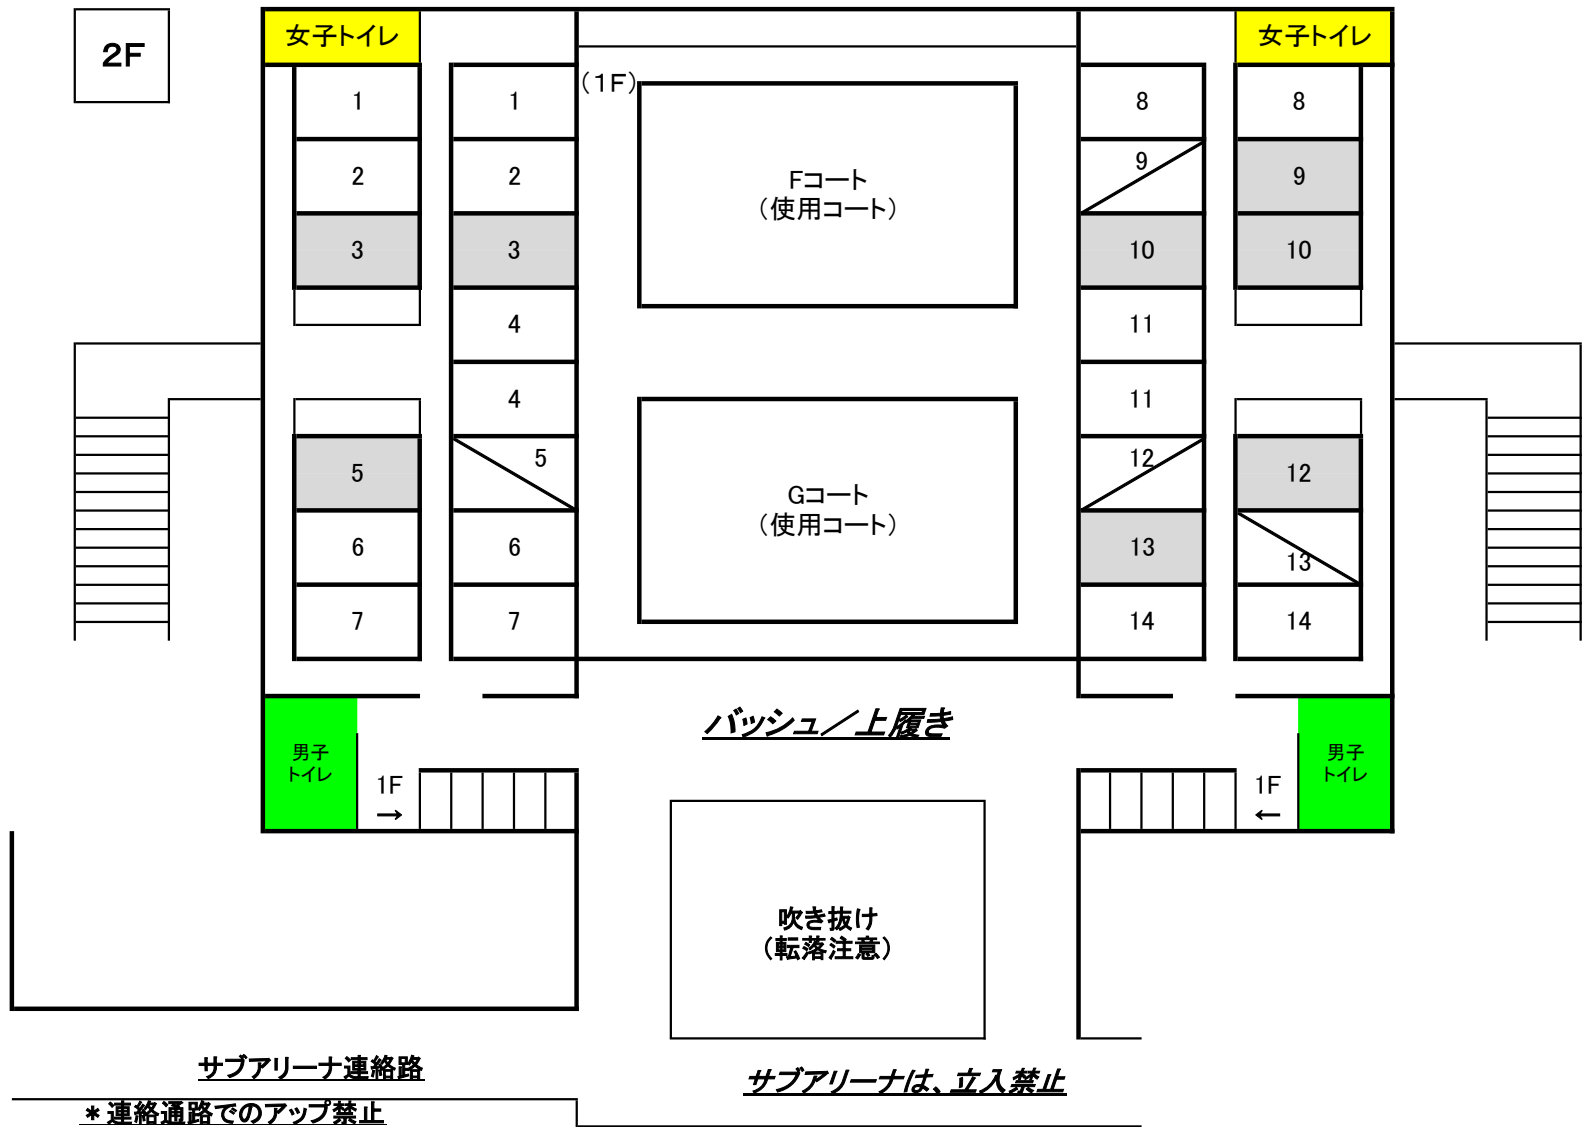 2F
女子トイレ
女子トイレ
(1F)
1
1
8
8
2
2
9
9
Fコート
（使用コート）
3
3
10
10
4
11
4
11
5
5
12
12
Gコート
（使用コート）
6
6
13
13
7
7
14
14
バッシュ／上履き
男子
トイレ
1F
→
1F
←
男子
トイレ
吹き抜け
（転落注意）
サブアリーナ連絡路
サブアリーナは、立入禁止
＊連絡通路でのアップ禁止